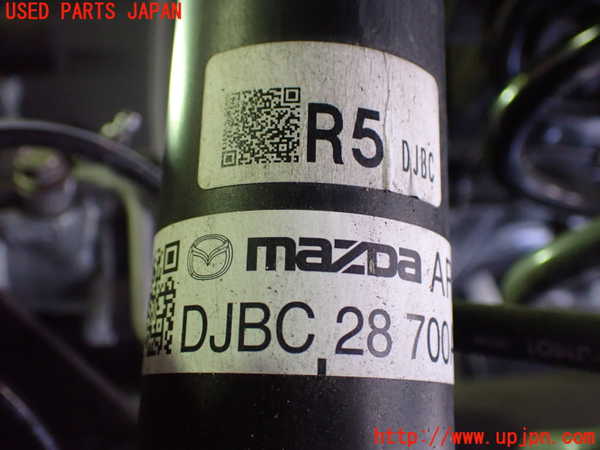 USED PARTS JAPAN
R5 DJBC
mazda
DJBC 28 700
http://www.upjpn.com